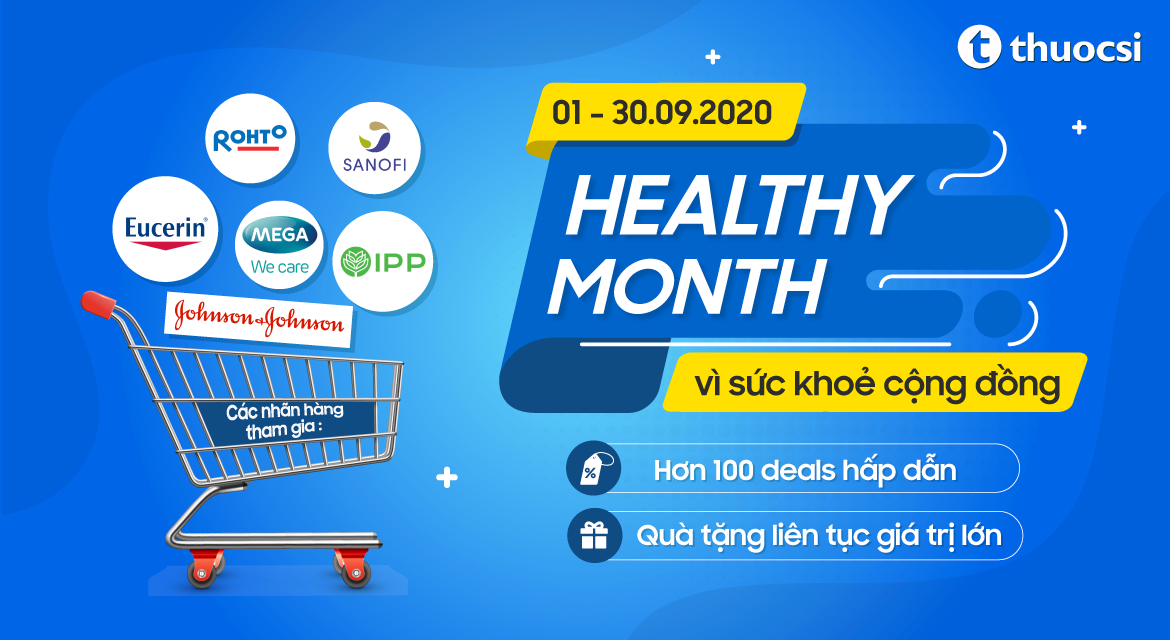 thuocsi
01 - 30.09.2020
HEALTHY
MONTH
vì sức khoẻ cộng đồng
Hơn 100 deals hấp dẫn
Quà tặng liên tục giá trị lớn
ROHTO
SANOFI
Eucerin®
MEGA
We care
IPP
Johnson & Johnson
Các nhãn hàng
tham gia :